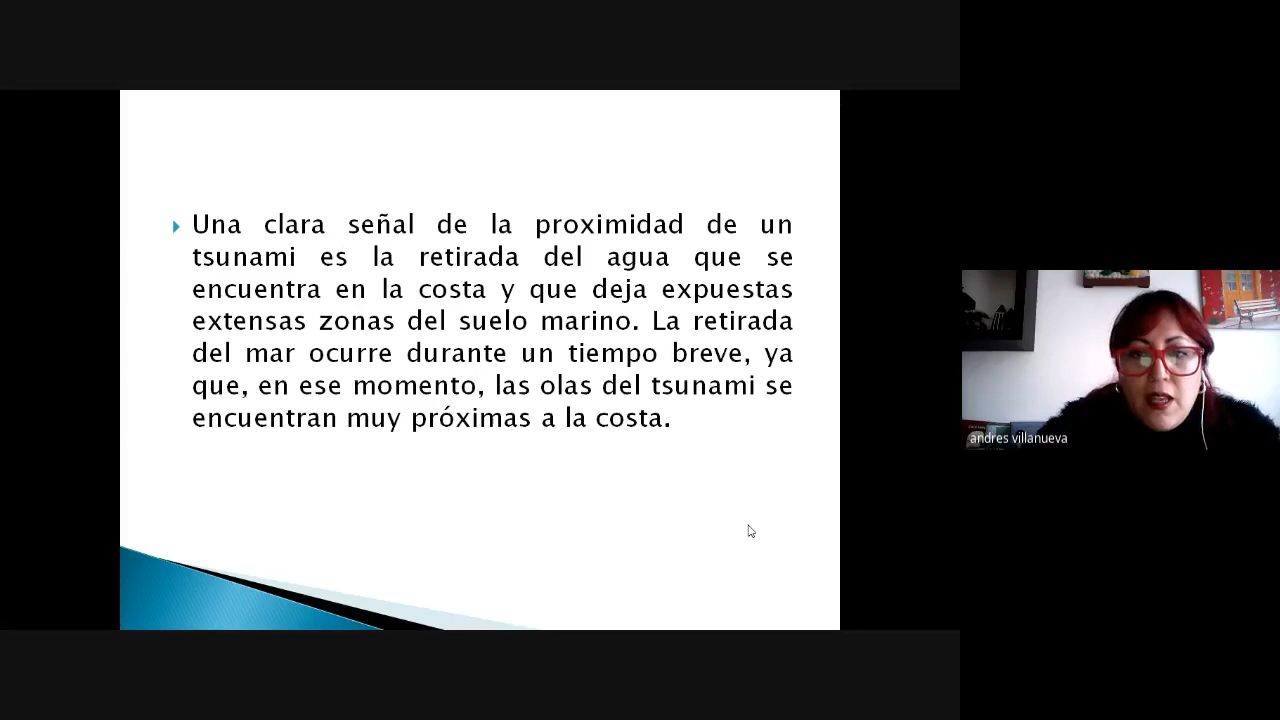 Una clara señal de la proximidad de un
tsunami es la retirada del agua que se
encuentra en la costa y que deja expuestas
extensas zonas del suelo marino. La retirada
del mar ocurre durante un tiempo breve, ya
que, en ese momento, las olas del tsunami se
encuentran muy próximas a la costa.
andres villanueva